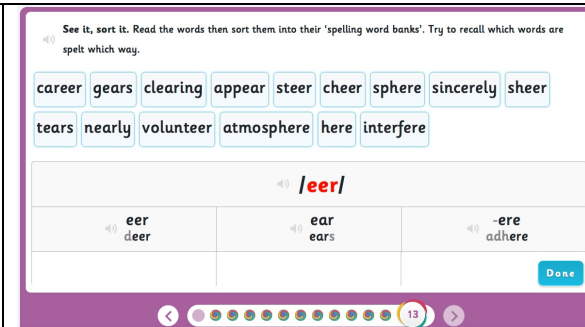 See it, sort it. Read the words then sort them into their 'spelling word banks'. Try to recall which words are
spelt which way.
career gears clearing appear steer cheer sphere sincerely sheer
tears nearly volunteer atmosphere here interfere
/eer/
eer ear -ere
deer ears adhere
Done
13